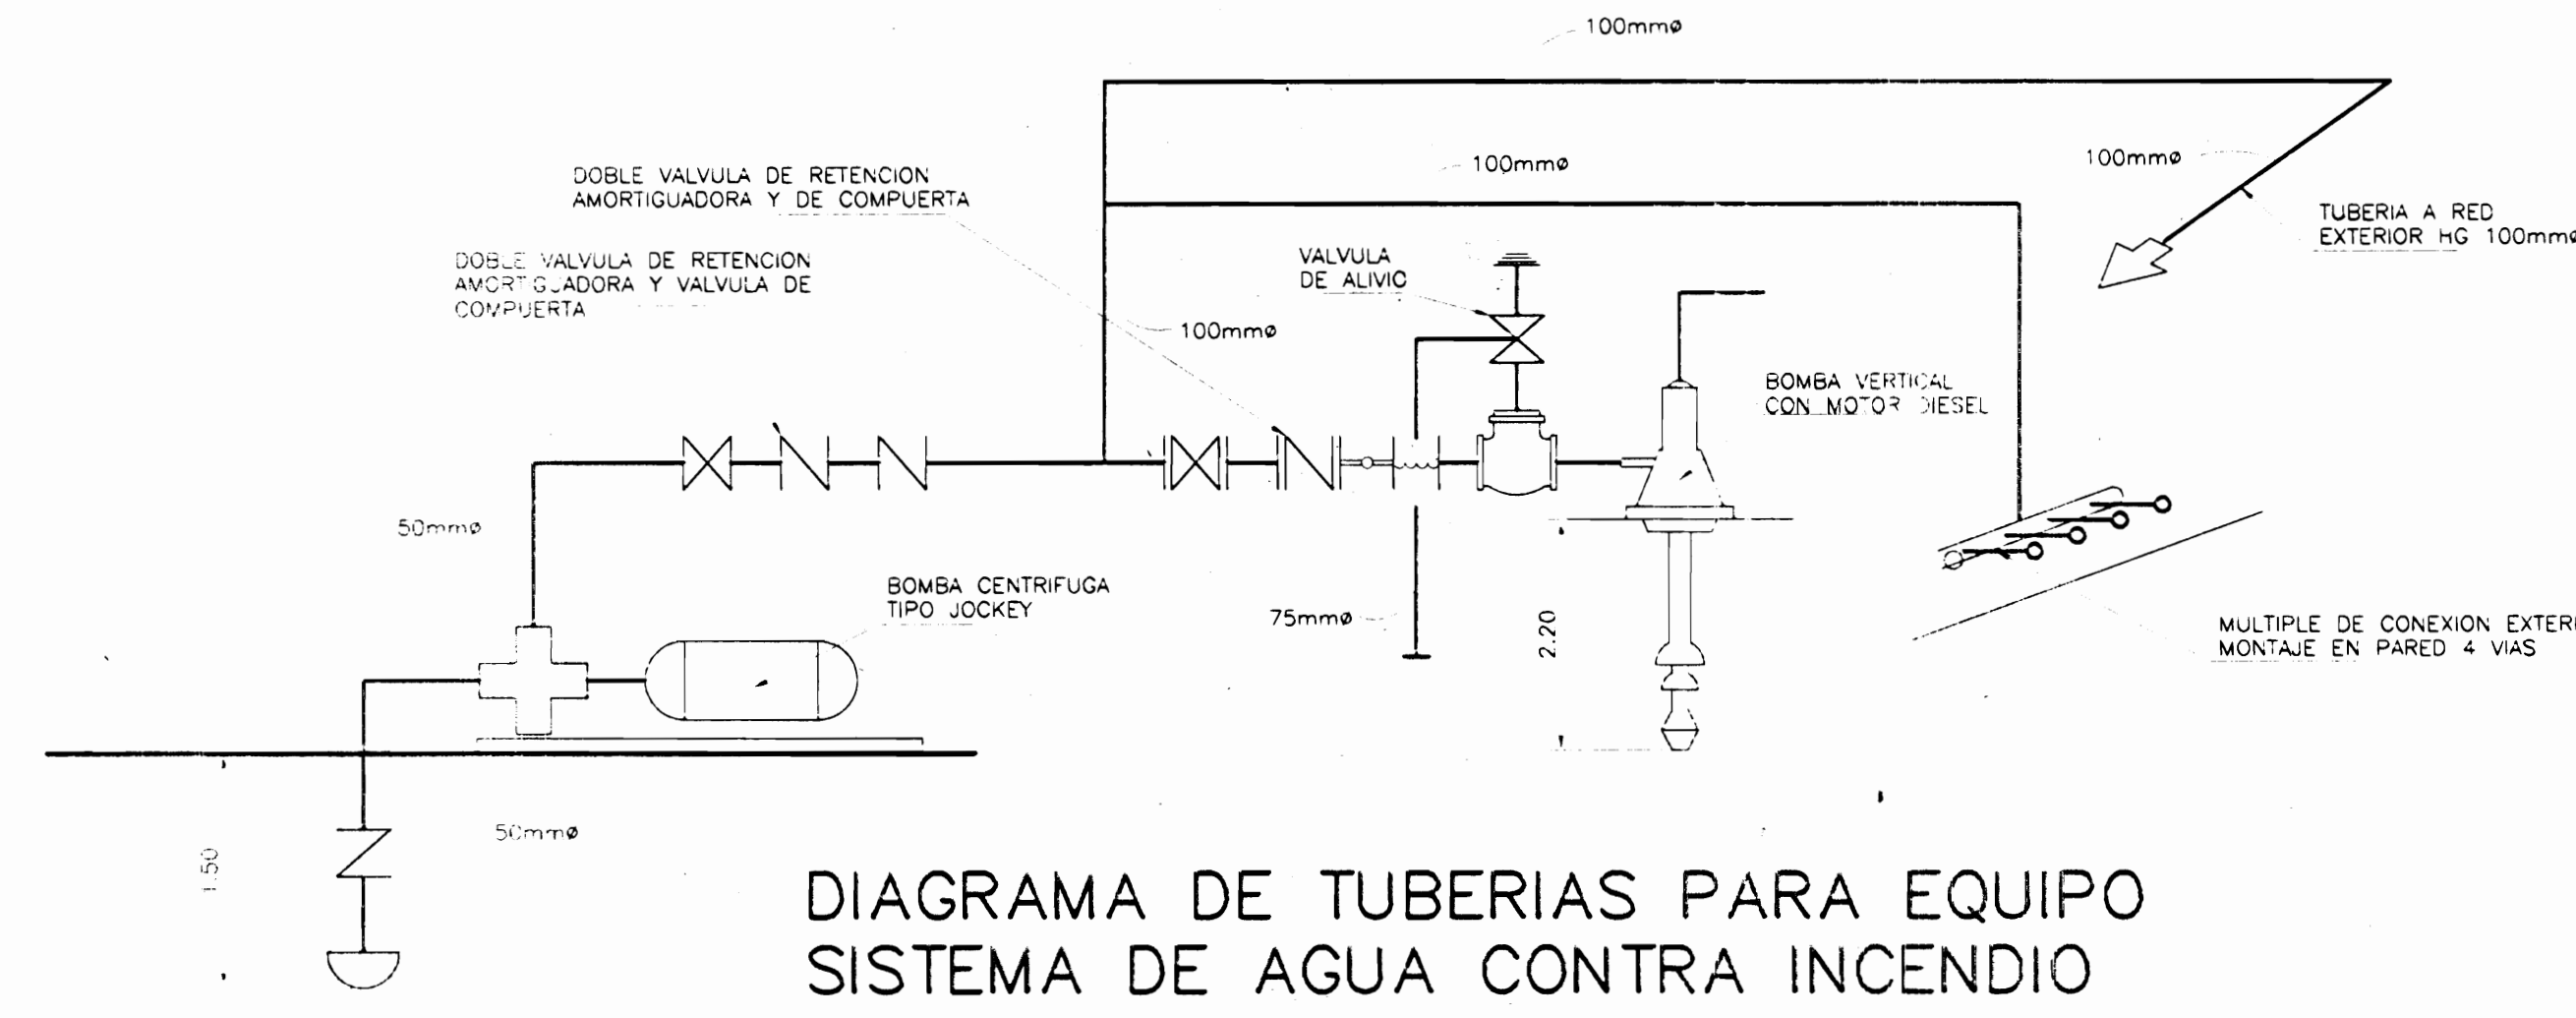 100mmø
100mmø
100mmø
DOBLE VALVULA DE RETENCION
AMORTIGUADORA Y DE COMPUERTA
TUBERIA A RED
EXTERIOR HG 100mmø
DOBLE VALVULA DE RETENCION
AMORTIGUADORA Y VALVULA DE
COMPUERTA
VALVULA
DE ALIVIO
100mmø
BOMBA VERTICAL
CON MOTOR DIESEL
50mmø
BOMBA CENTRIFUGA
TIPO JOCKEY
75mmø
2.20
MULTIPLE DE CONEXION EXTERI
MONTAJE EN PARED 4 VIAS
50mmø
1.50
DIAGRAMA DE TUBERIAS PARA EQUIPO
SISTEMA DE AGUA CONTRA INCENDIO